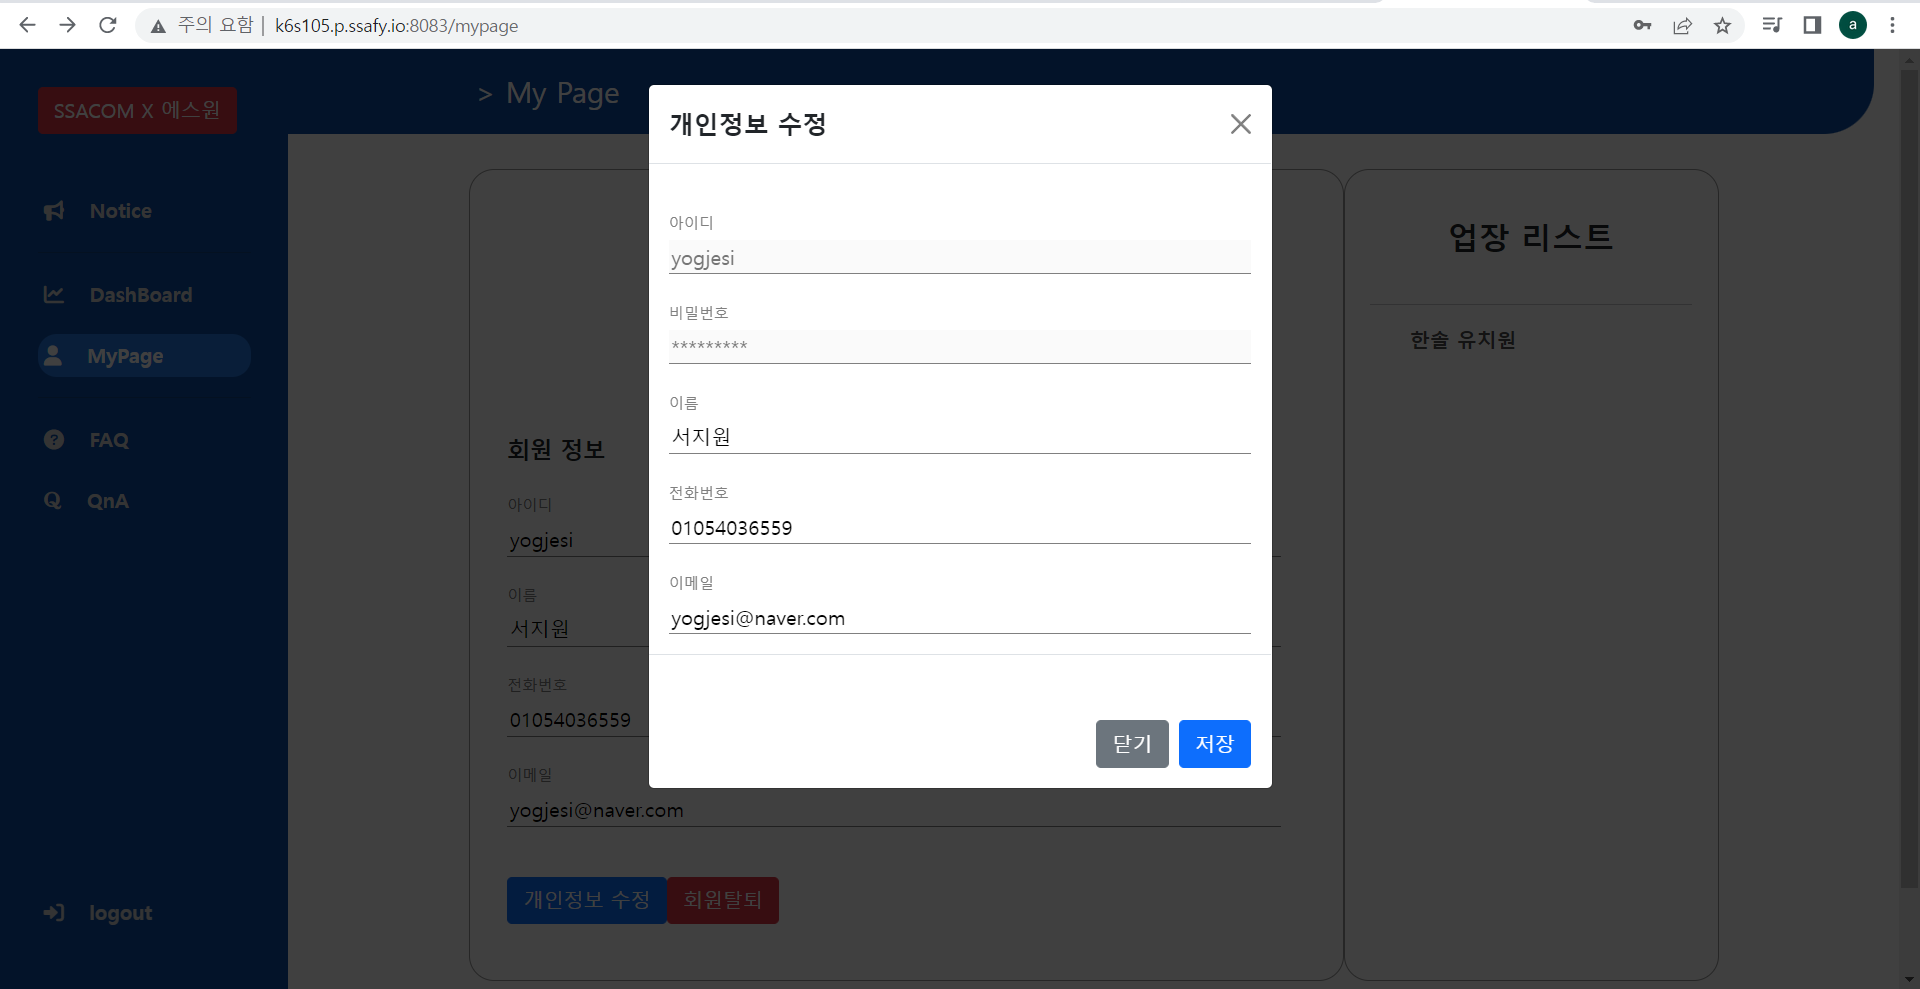 주의 요함 | k6s105.p.ssafy.io:8083/mypage
a
SSACOM X 에스원
Notice
DashBoard
MyPage
FAQ
QnA
logout
> My Page
회원 정보
아이디
yogjesi
이름
서지원
전화번호
01054036559
이메일
yogjesi@naver.com
개인정보 수정
회원탈퇴
개인정보 수정
아이디
yogjesi
비밀번호
*********
이름
서지원
전화번호
01054036559
이메일
yogjesi@naver.com
닫기
저장
업장 리스트
한솔 유치원